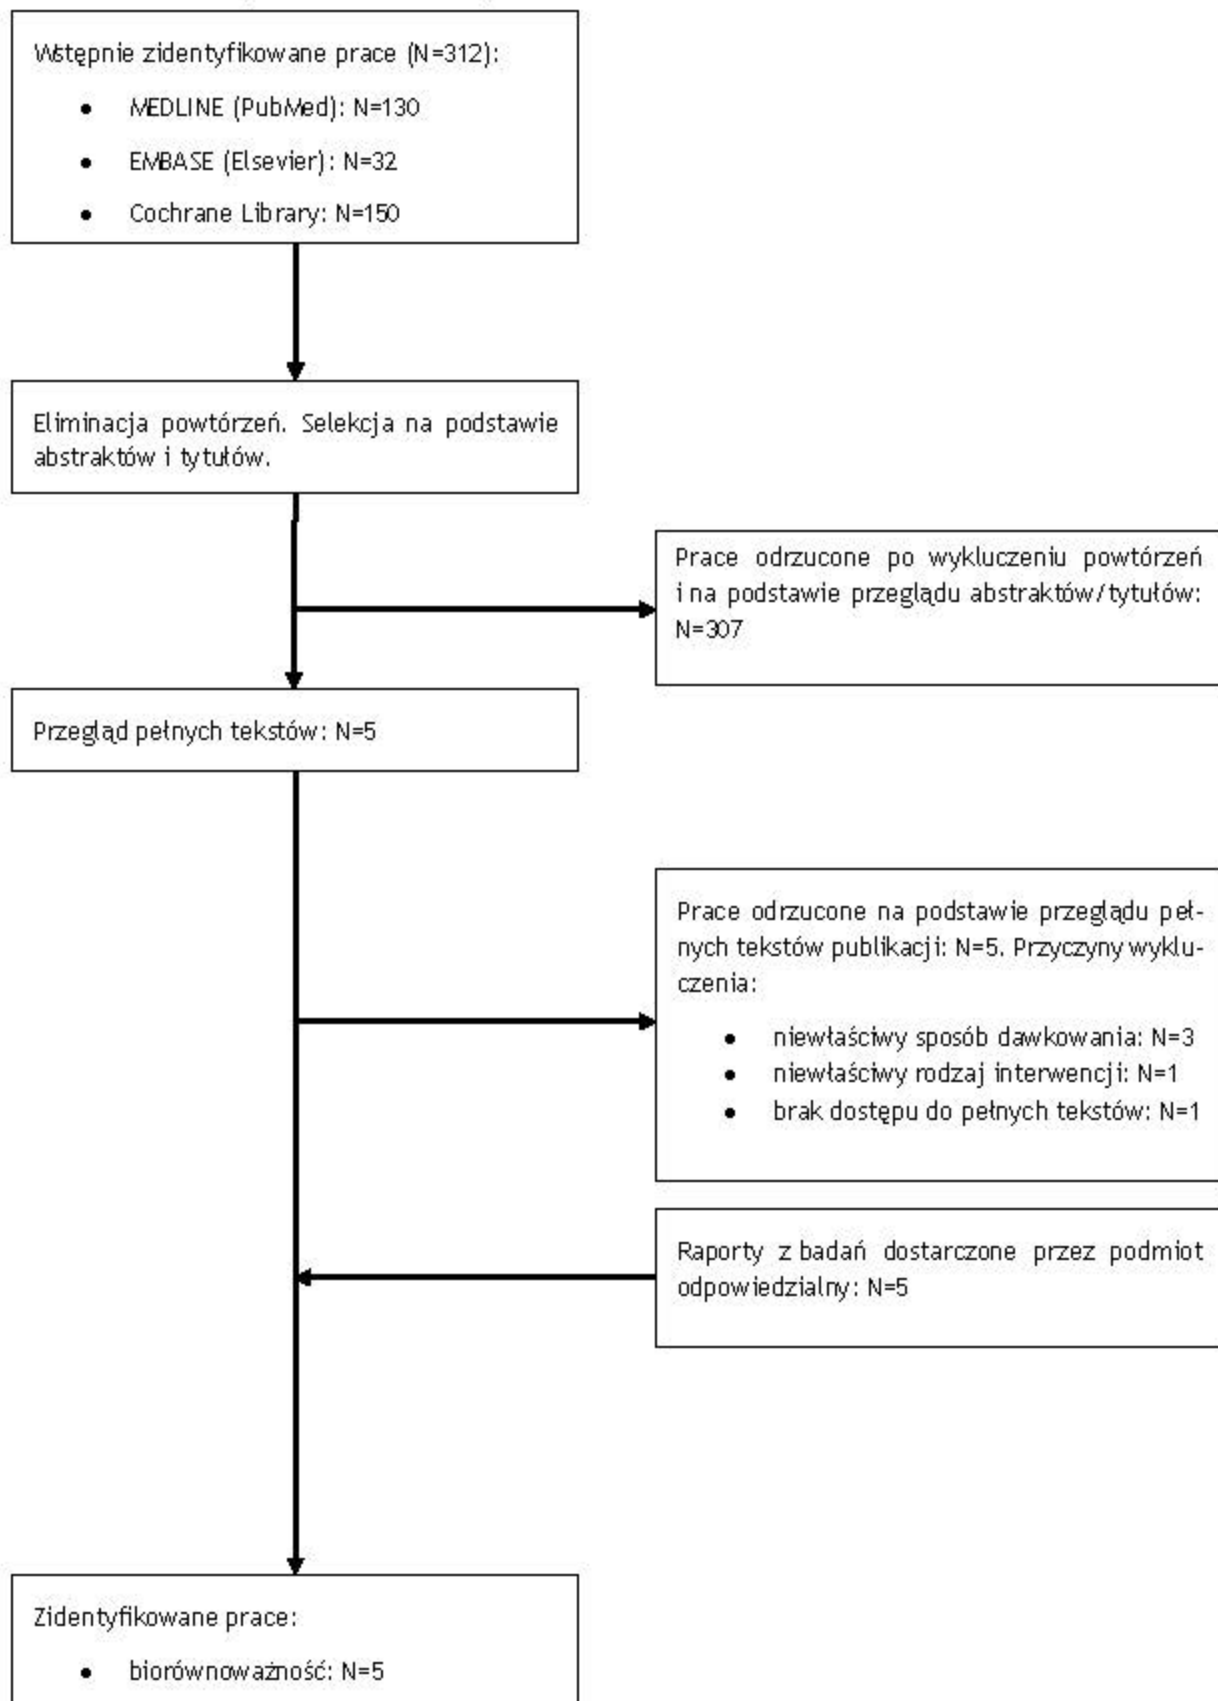 Wstępnie zidentyfikowane prace (N=312):
• MEDLINE (PubMed): N=130
• EMBASE (Elsevier): N=32
• Cochrane Library: N=150
Eliminacja powtórzeń. Selekcja na podstawie
abstraktów i tytułów.
Prace odrzucone po wykluczeniu powtórzeń
i na podstawie przeglądu abstraktów/tytułów:
N=307
Przegląd pełnych tekstów: N=5
Prace odrzucone na podstawie przeglądu peł-
nych tekstów publikacji: N=5. Przyczyny wyklu-
czenia:
• niewłaściwy sposób dawkowania: N=3
• niewłaściwy rodzaj interwencji: N=1
• brak dostępu do pełnych tekstów: N=1
Raporty z badań dostarczone przez podmiot
odpowiedzialny: N=5
Zidentyfikowane prace:
• biorównoważność: N=5